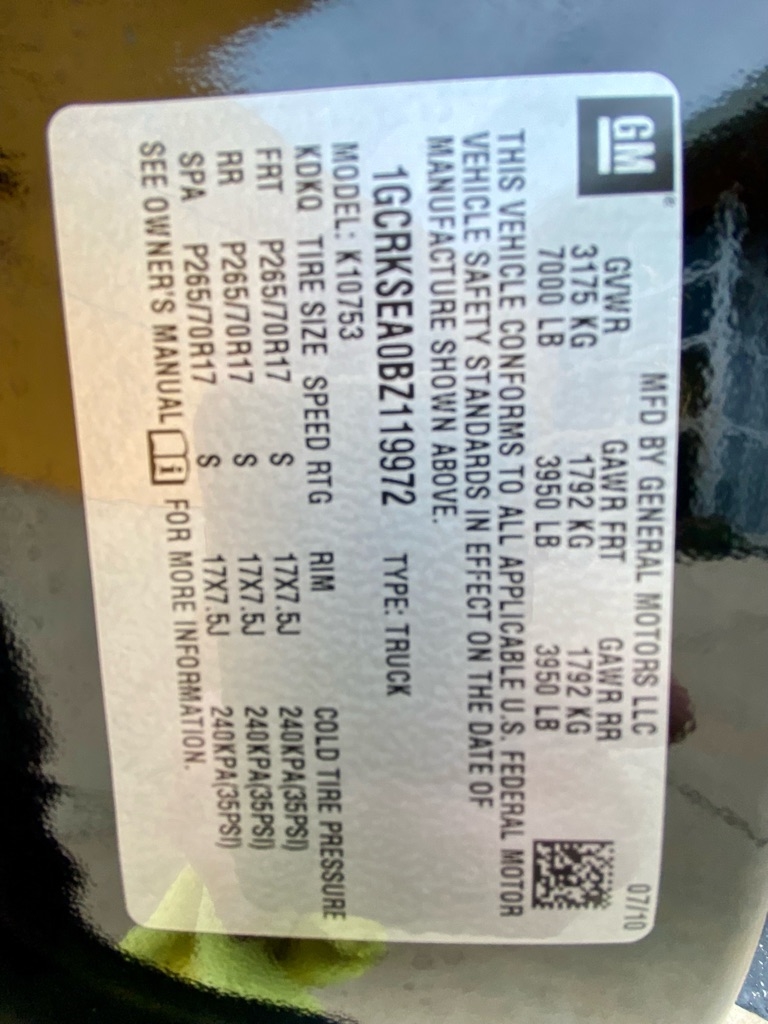 GM
MFD BY GENERAL MOTORS LLC 07/10
GVWR GAWR FRT GAWR RR
3175 KG 1792 KG 1792 KG
7000 LB 3950 LB 3950 LB
THIS VEHICLE CONFORMS TO ALL APPLICABLE U.S. FEDERAL MOTOR
VEHICLE SAFETY STANDARDS IN EFFECT ON THE DATE OF
MANUFACTURE SHOWN ABOVE.
1GCRKSEA0BZ119972 TYPE: TRUCK
MODEL: K10753
KDKQ TIRE SIZE SPEED RTG RIM COLD TIRE PRESSURE
FRT P265/70R17 S 17X7.5J 240KPA(35PSI)
RR P265/70R17 S 17X7.5J 240KPA(35PSI)
SPA P265/70R17 S 17X7.5J 240KPA(35PSI)
SEE OWNER'S MANUAL i FOR MORE INFORMATION.